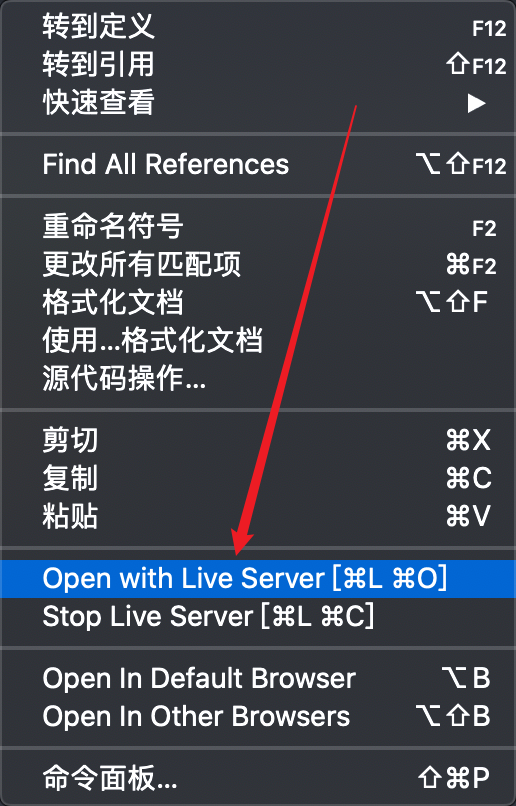 转到定义 F12
转到引用 ⇧F12
快速查看 ▶
Find All References ⌥⇧F12
重命名符号 F2
更改所有匹配项 ⌘F2
格式化文档 ⌥⇧F
使用...格式化文档
源代码操作...
剪切 ⌘X
复制 ⌘C
粘贴 ⌘V
Open with Live Server [⌘L ⌘O]
Stop Live Server [⌘L ⌘C]
Open In Default Browser ⌥B
Open In Other Browsers ⌥⇧B
命令面板... ⇧⌘P